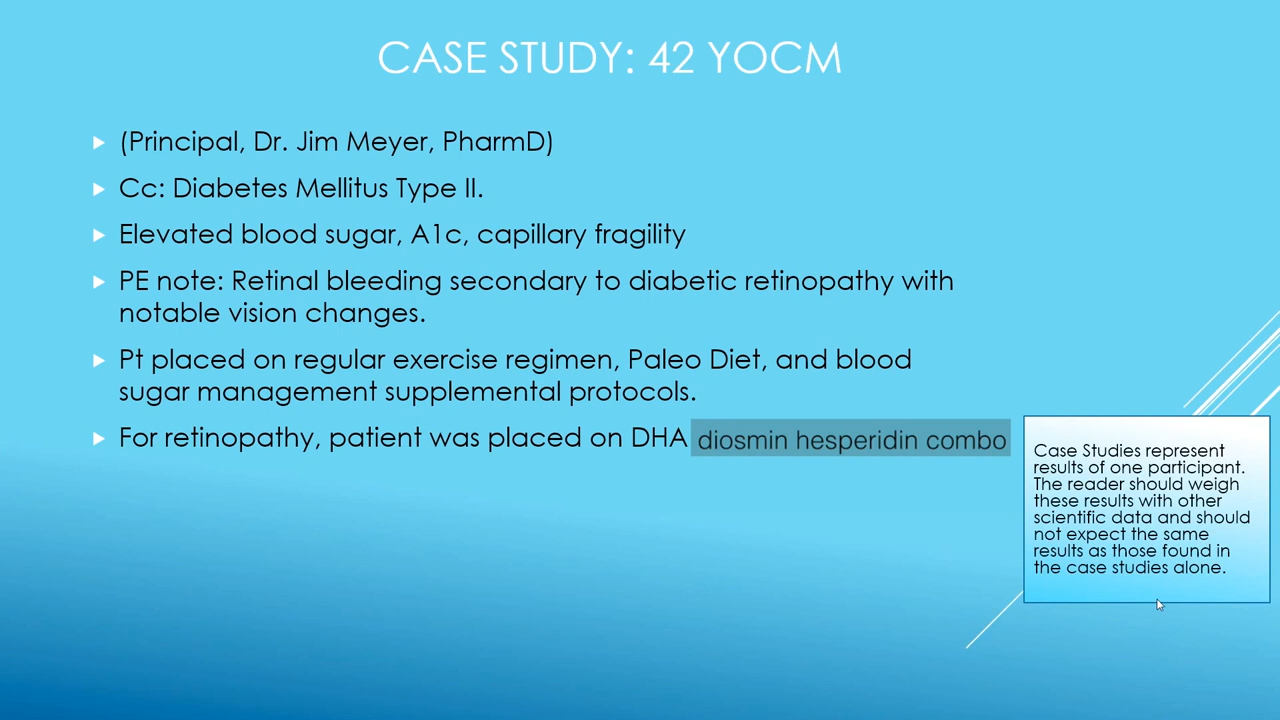 CASE STUDY: 42 YOCM
(Principal, Dr. Jim Meyer, PharmD)
Cc: Diabetes Mellitus Type II.
Elevated blood sugar, A1c, capillary fragility
PE note: Retinal bleeding secondary to diabetic retinopathy with
notable vision changes.
Pt placed on regular exercise regimen, Paleo Diet, and blood
sugar management supplemental protocols.
For retinopathy, patient was placed on DHA diosmin hesperidin combo
Case Studies represent
results of one participant.
The reader should weigh
these results with other
scientific data and should
not expect the same
results as those found in
the case studies alone.